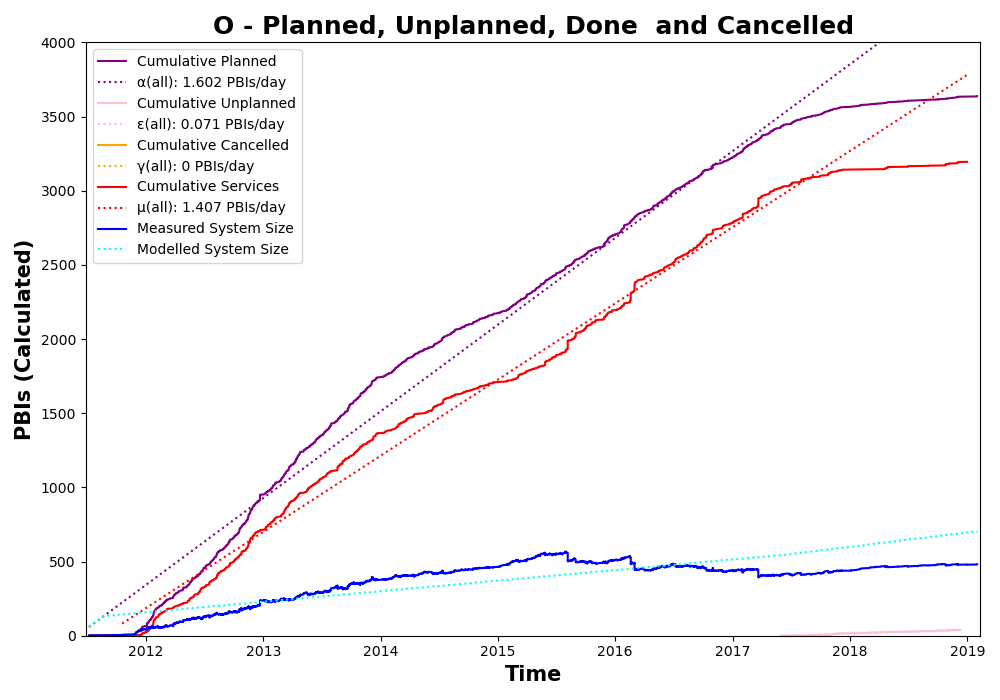 O - Planned, Unplanned, Done  and Cancelled
PBIs (Calculated)
4000
3500
3000
2500
2000
1500
1000
500
0
Cumulative Planned
α(all): 1.602 PBIs/day
Cumulative Unplanned
ε(all): 0.071 PBIs/day
Cumulative Cancelled
γ(all): 0 PBIs/day
Cumulative Services
μ(all): 1.407 PBIs/day
Measured System Size
Modelled System Size
2012 2013 2014 2015 2016 2017 2018 2019
Time